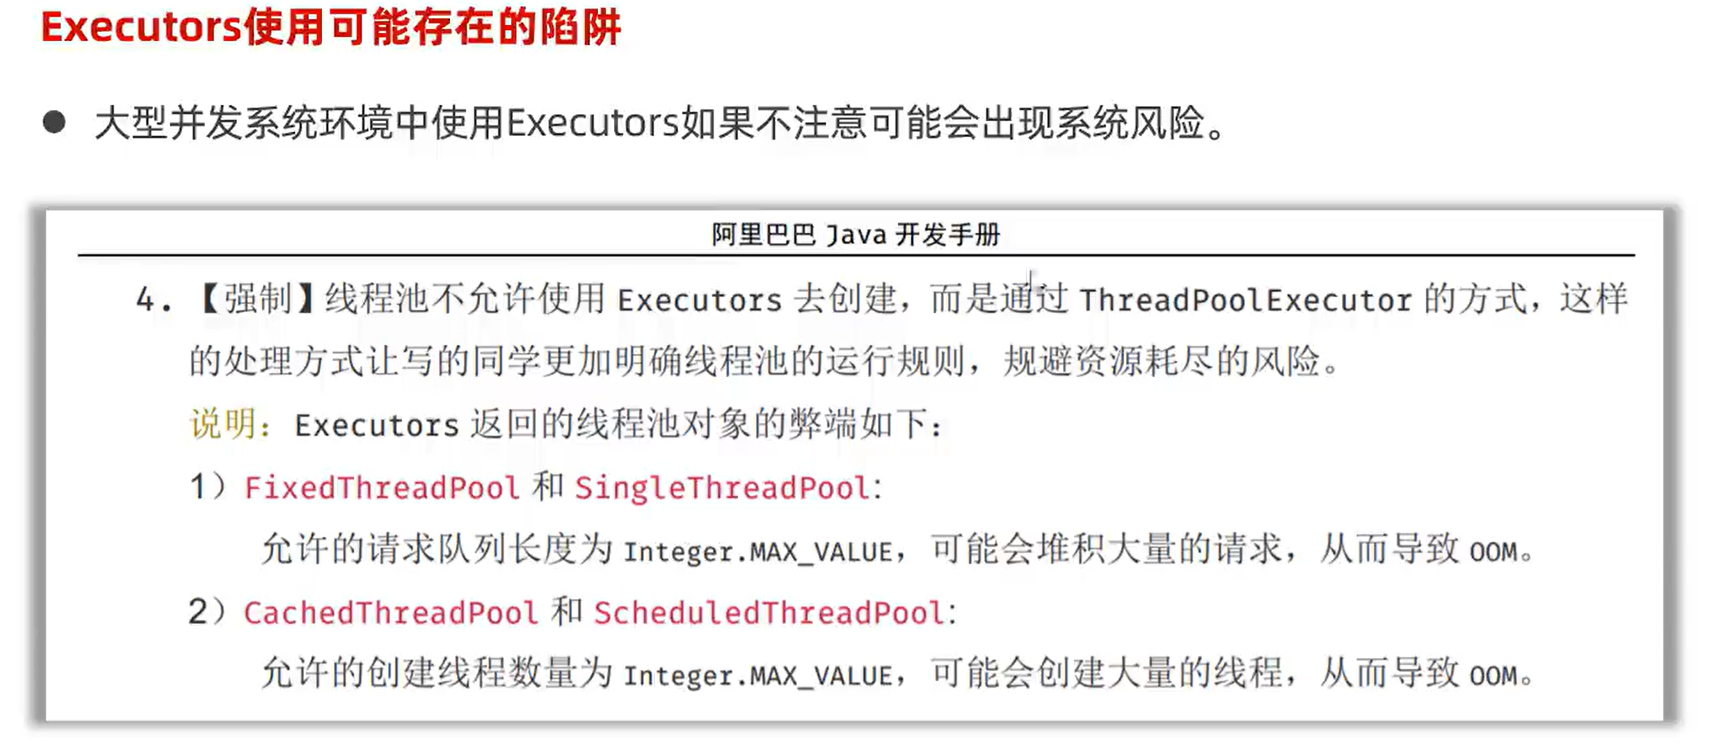 Executors使用可能存在的陷阱
● 大型并发系统环境中使用Executors如果不注意可能会出现系统风险。
阿里巴巴 Java 开发手册
4. 【强制】线程池不允许使用 Executors 去创建，而是通过 ThreadPoolExecutor 的方式，这样
的处理方式让写的同学更加明确线程池的运行规则，规避资源耗尽的风险。
说明：Executors 返回的线程池对象的弊端如下：
1）FixedThreadPool 和 SingleThreadPool:
允许的请求队列长度为 Integer.MAX_VALUE，可能会堆积大量的请求，从而导致 OOM。
2）CachedThreadPool 和 ScheduledThreadPool:
允许的创建线程数量为 Integer.MAX_VALUE，可能会创建大量的线程，从而导致 OOM。